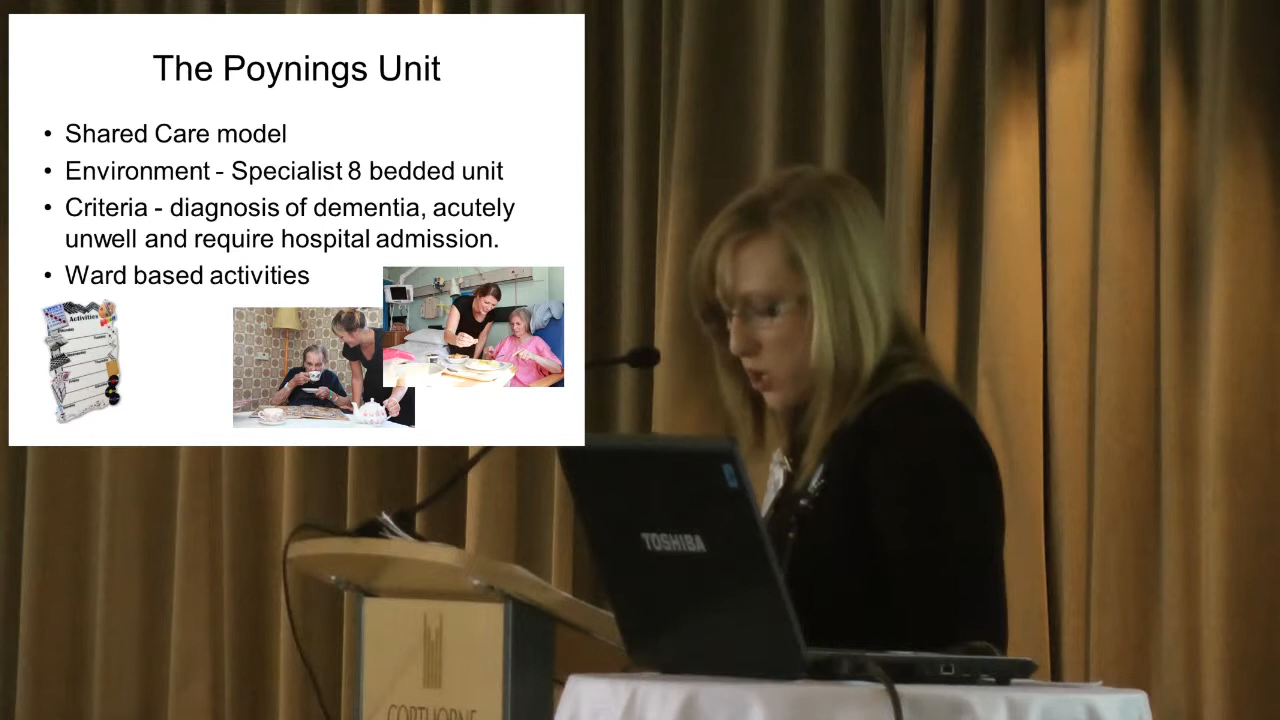 The Poynings Unit
• Shared Care model
• Environment - Specialist 8 bedded unit
• Criteria - diagnosis of dementia, acutely
unwell and require hospital admission.
• Ward based activities
Activities
TOSHIBA
COPTHORNE